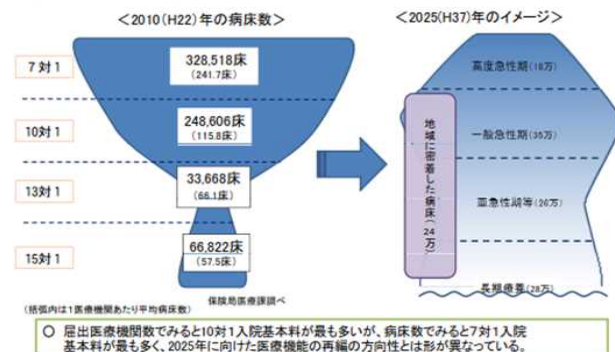 <2010(H22)年の病床数>
<2025(H37)年のイメージ>
7対1
328,518床
(241.7床)
10対1
248,606床
(115.8床)
13対1
33,668床
(66.1床)
15対1
66,822床
(57.5床)
保険局医療課調べ
(括弧内は1医療機関あたり平均病床数)
高度急性期(18万)
一般急性期(35万)
亜急性期等(26万)
長期療養(28万)
地域に密着した病床(24万)
○ 届出医療機関数でみると10対1入院基本料が最も多いが、病床数でみると7対1入院
基本料が最も多く、2025年に向けた医療機能の再編の方向性とは形が異なっている。